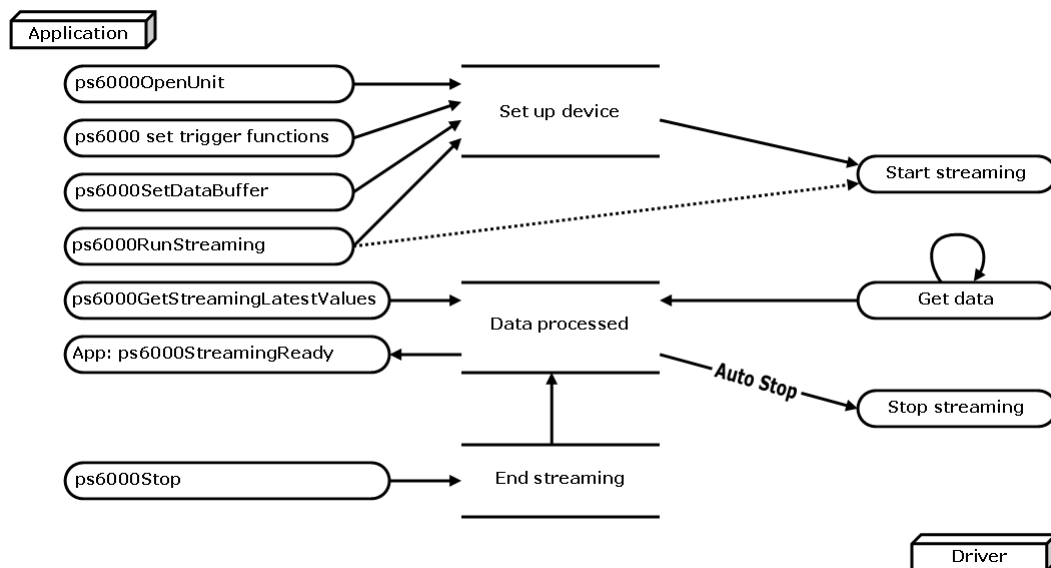 Application
ps6000OpenUnit
Set up device
ps6000 set trigger functions
Start streaming
ps6000SetDataBuffer
ps6000RunStreaming
ps6000GetStreamingLatestValues
Get data
Data processed
App: ps6000StreamingReady
Auto Stop
Stop streaming
ps6000Stop
End streaming
Driver